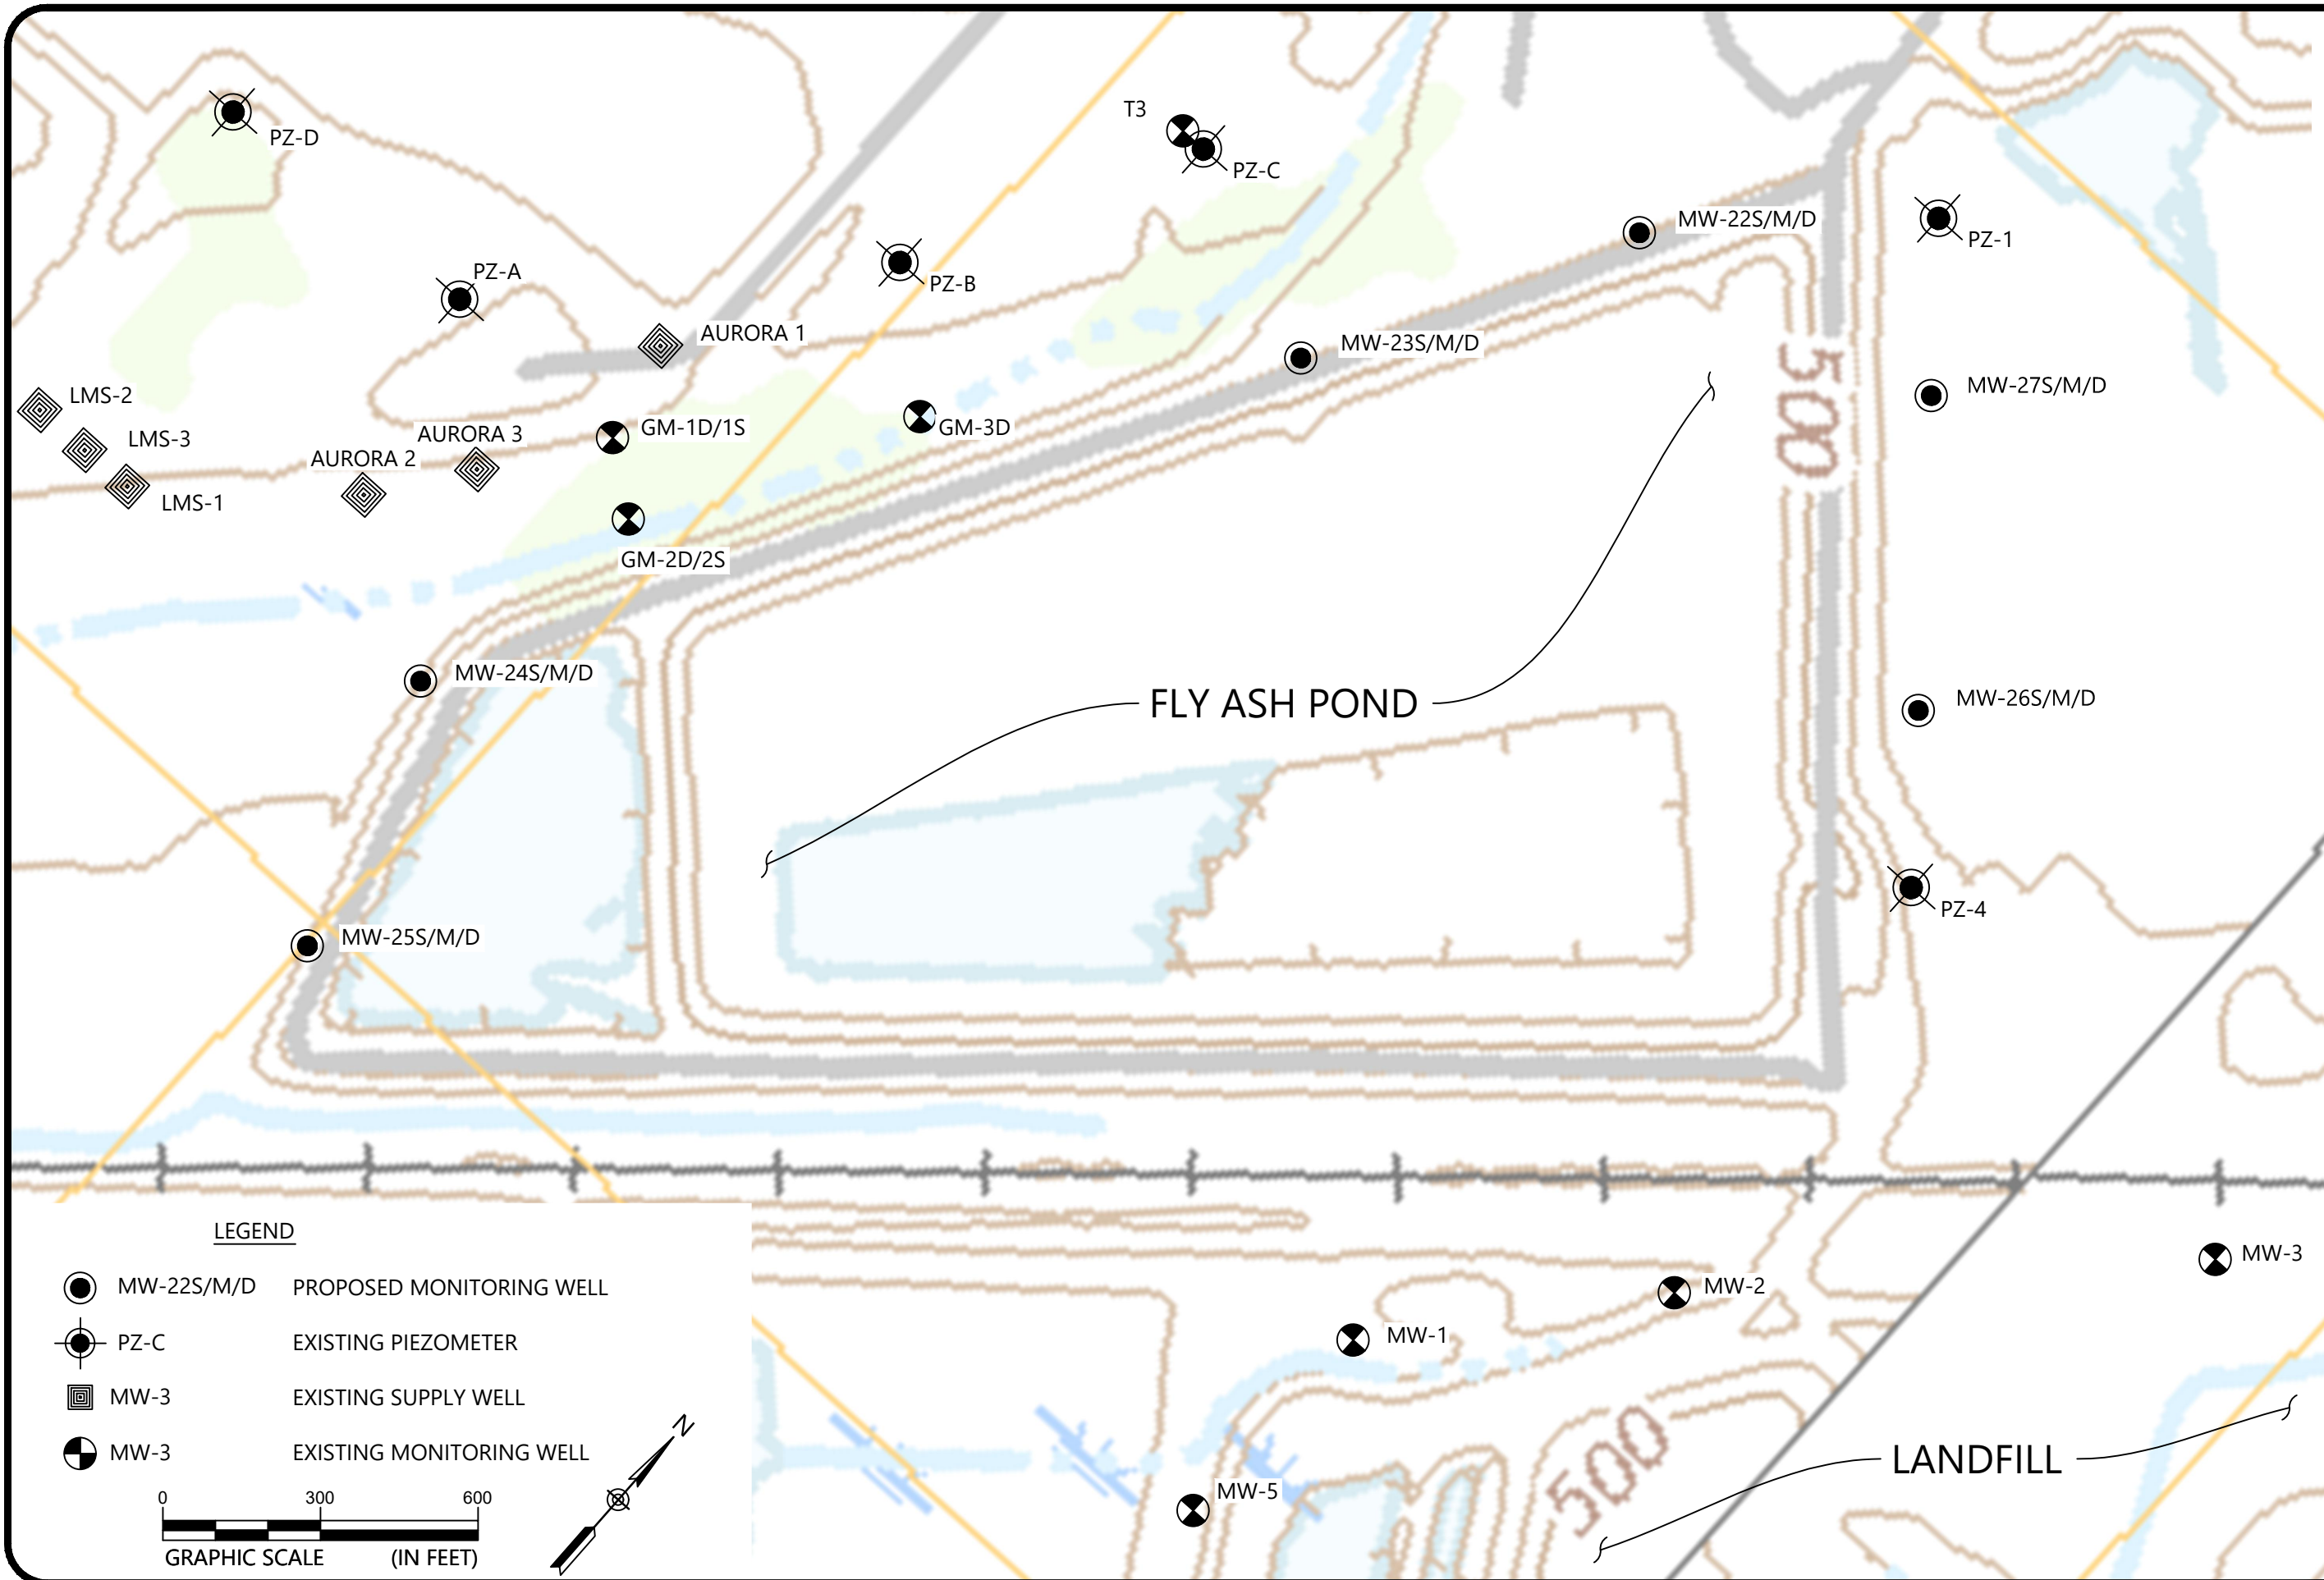 T3
PZ-D
PZ-C
MW-22S/M/D
PZ-1
PZ-A
PZ-B
AURORA 1
MW-23S/M/D
MW-27S/M/D
500
LMS-2
LMS-3
AURORA 3
GM-1D/1S
GM-3D
AURORA 2
LMS-1
GM-2D/2S
MW-24S/M/D
FLY ASH POND
MW-26S/M/D
PZ-4
MW-25S/M/D
MW-3
MW-2
MW-1
500
LANDFILL
MW-5
LEGEND
MW-22S/M/D PROPOSED MONITORING WELL
PZ-C EXISTING PIEZOMETER
MW-3 EXISTING SUPPLY WELL
MW-3 EXISTING MONITORING WELL
N
0 300 600
GRAPHIC SCALE (IN FEET)